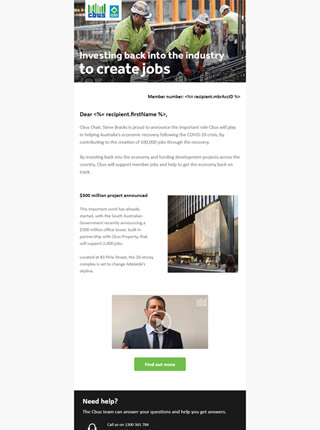 cbus
Investing back into the industry
to create jobs
Member number: <%= recipient.mbrAccID %>
Dear <%= recipient.firstName %>,
Cbus Chair, Steve Bracks is proud to announce the important role Cbus will play
in helping Australia's economic recovery following the COVID-19 crisis, by
contributing to the creation of 100,000 jobs through the recovery.
By investing back into the economy and funding development projects across the
country, Cbus will support member jobs and help to get the economy back on
track.
$300 million project announced
This important work has already
started, with the South Australian
Government recently announcing a
$300 million office tower, built in
partnership with Cbus Property, that
will support 2,000 jobs.
Located at 83 Pirie Street, the 20-storey
complex is set to change Adelaide's
skyline.
Find out more
Need help?
The Cbus team can answer your questions and help you get answers.
Call us on 1300 361 784